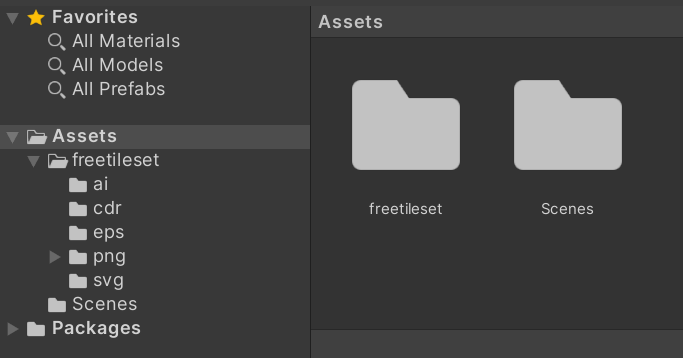 Favorites
All Materials
All Models
All Prefabs
Assets
freetileset
ai
cdr
eps
png
svg
Scenes
Packages
Assets
freetileset
Scenes